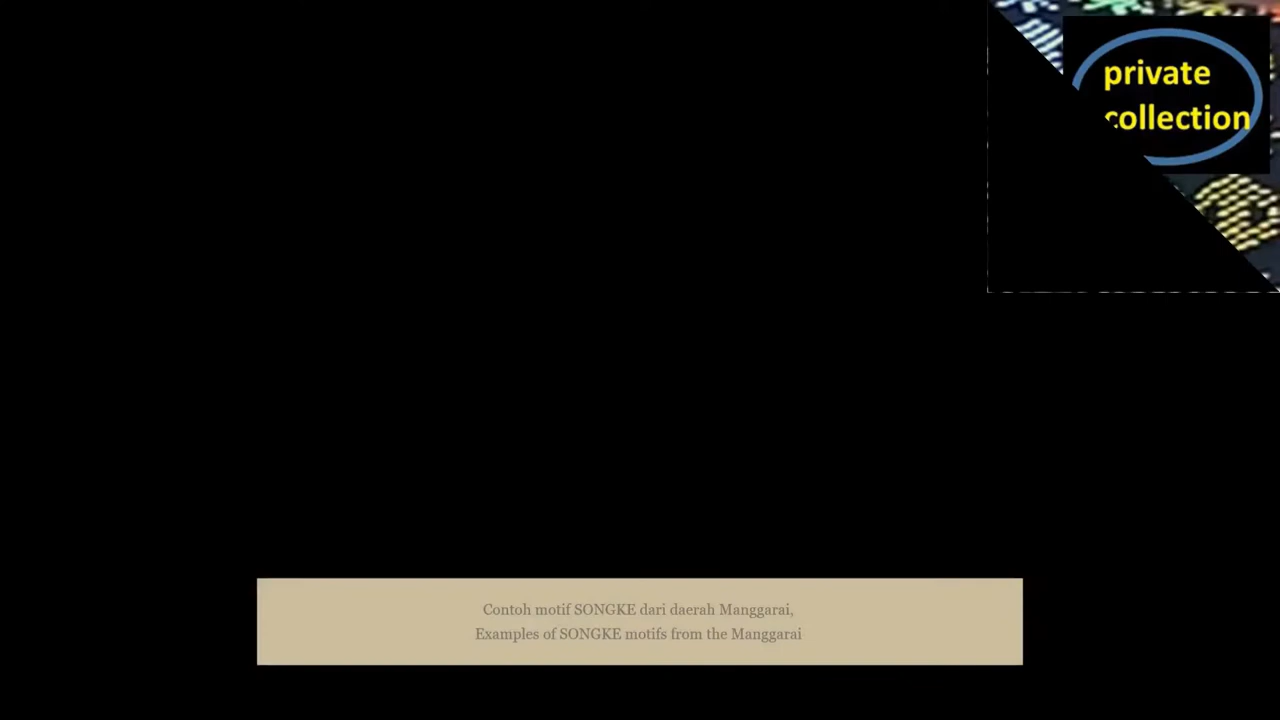 private
collection
Contoh motif SONGKE dari daerah Manggarai,
Examples of SONGKE motifs from the Manggarai